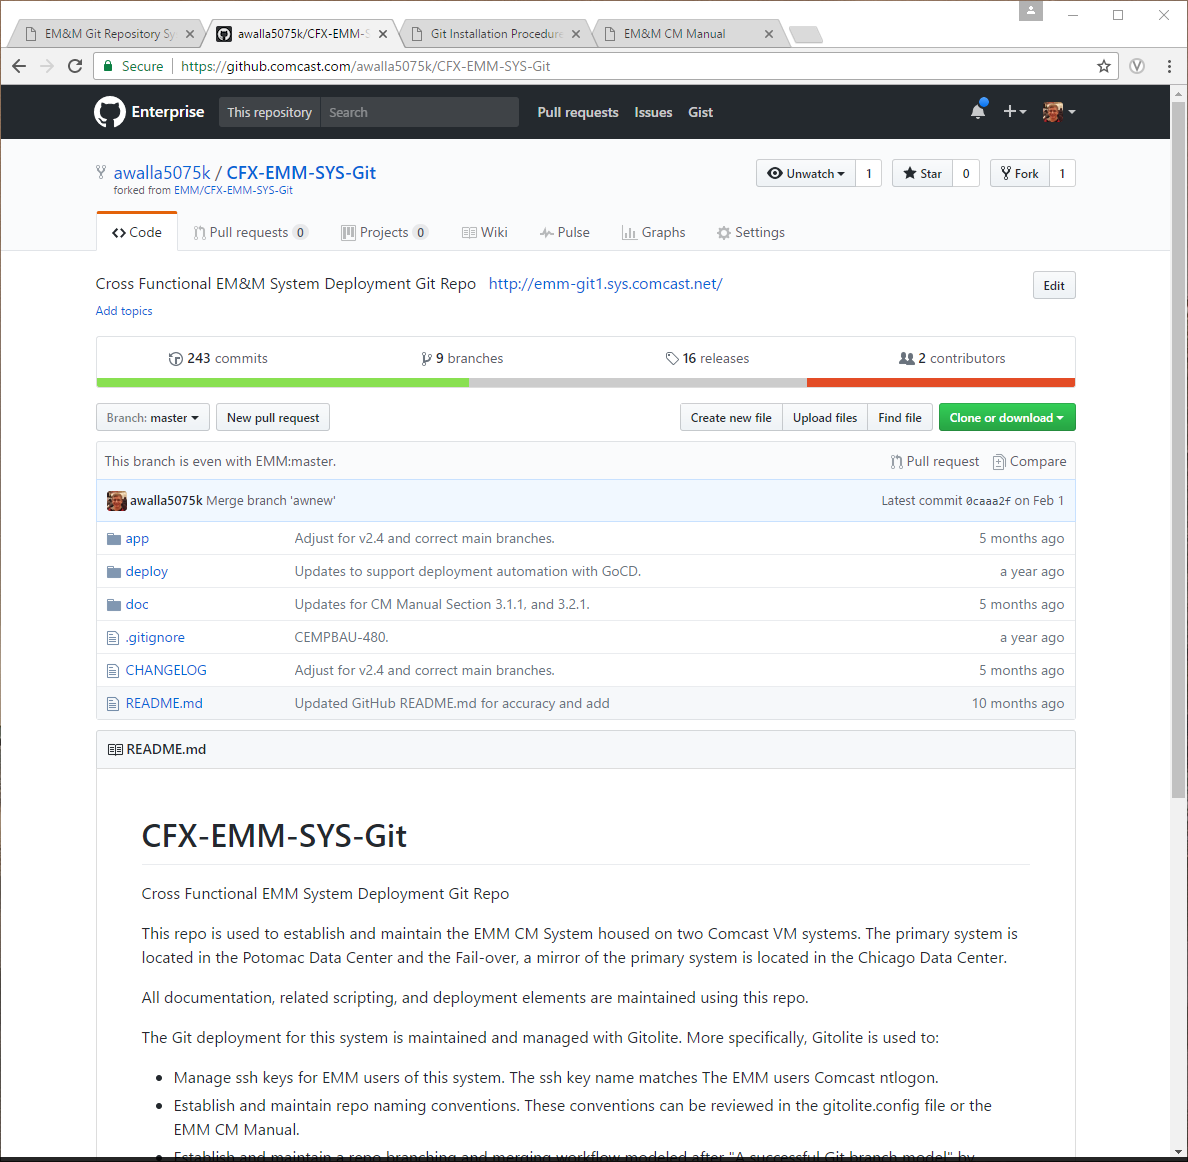 EM&M Git Repository Sy
awalla5075k/CFX-EMM-S
Git Installation Procedure
EM&M CM Manual
Secure
https://github.comcast.com/awalla5075k/CFX-EMM-SYS-Git
Enterprise
This repository
Search
Pull requests
Issues
Gist
awalla5075k / CFX-EMM-SYS-Git
forked from EMM/CFX-EMM-SYS-Git
Unwatch 1
Star 0
Fork 1
Code
Pull requests 0
Projects 0
Wiki
Pulse
Graphs
Settings
Cross Functional EM&M System Deployment Git Repo http://emm-git1.sys.comcast.net/
Edit
Add topics
243 commits
9 branches
16 releases
2 contributors
Branch: master
New pull request
Create new file
Upload files
Find file
Clone or download
This branch is even with EMM:master.
Pull request
Compare
awalla5075k Merge branch 'awnew'
Latest commit 0caaa2f on Feb 1
app Adjust for v2.4 and correct main branches. 5 months ago
deploy Updates to support deployment automation with GoCD. a year ago
doc Updates for CM Manual Section 3.1.1, and 3.2.1. 5 months ago
.gitignore CEMPBAU-480. a year ago
CHANGELOG Adjust for v2.4 and correct main branches. 5 months ago
README.md Updated GitHub README.md for accuracy and add 10 months ago
README.md
CFX-EMM-SYS-Git
Cross Functional EMM System Deployment Git Repo
This repo is used to establish and maintain the EMM CM System housed on two Comcast VM systems. The primary system is
located in the Potomac Data Center and the Fail-over, a mirror of the primary system is located in the Chicago Data Center.
All documentation, related scripting, and deployment elements are maintained using this repo.
The Git deployment for this system is maintained and managed with Gitolite. More specifically, Gitolite is used to:
• Manage ssh keys for EMM users of this system. The ssh key name matches The EMM users Comcast ntlogon.
• Establish and maintain repo naming conventions. These conventions can be reviewed in the gitolite.config file or the
EMM CM Manual.
• Establish and maintain a repo branching and merging workflow modeled after "A successful Git branch model" by